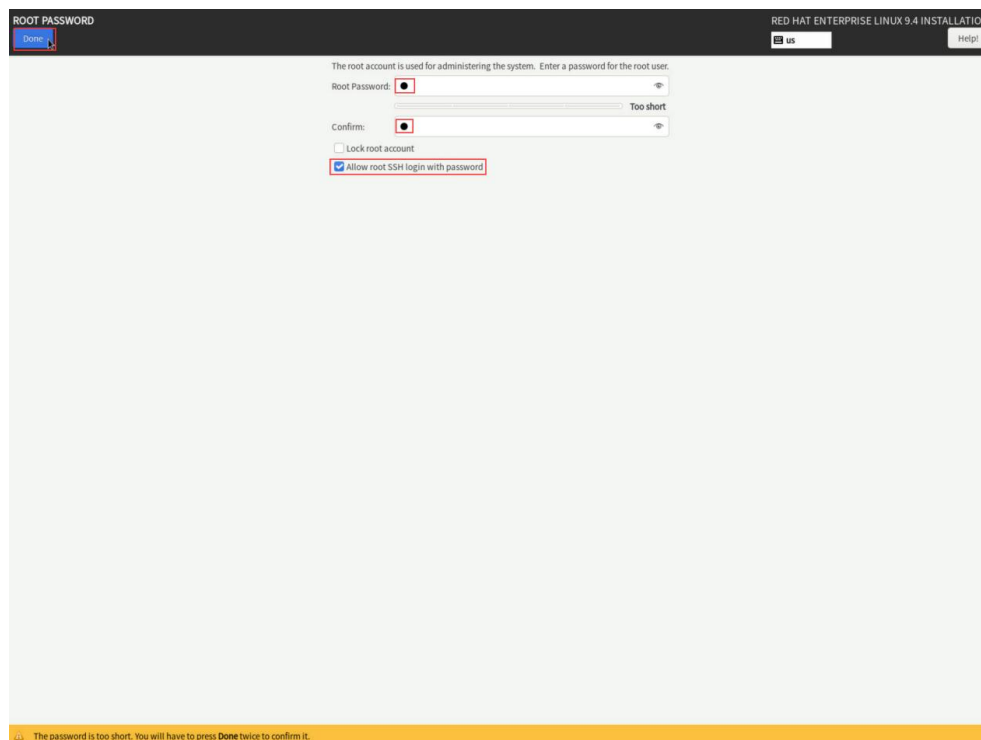 ROOT PASSWORD
RED HAT ENTERPRISE LINUX 9.4 INSTALLATIO
Done
us
Help!
The root account is used for administering the system. Enter a password for the root user.
Root Password: ●
Too short
Confirm: ●
Lock root account
Allow root SSH login with password
The password is too short. You will have to press Done twice to confirm it.